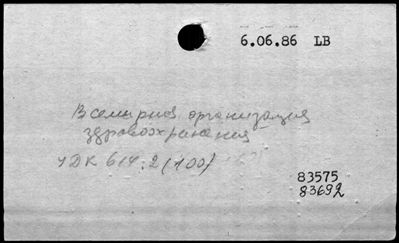 6.06.86 LB
Всемирная организация
здравоохранения
УДК 614:2(100)
83575
83692